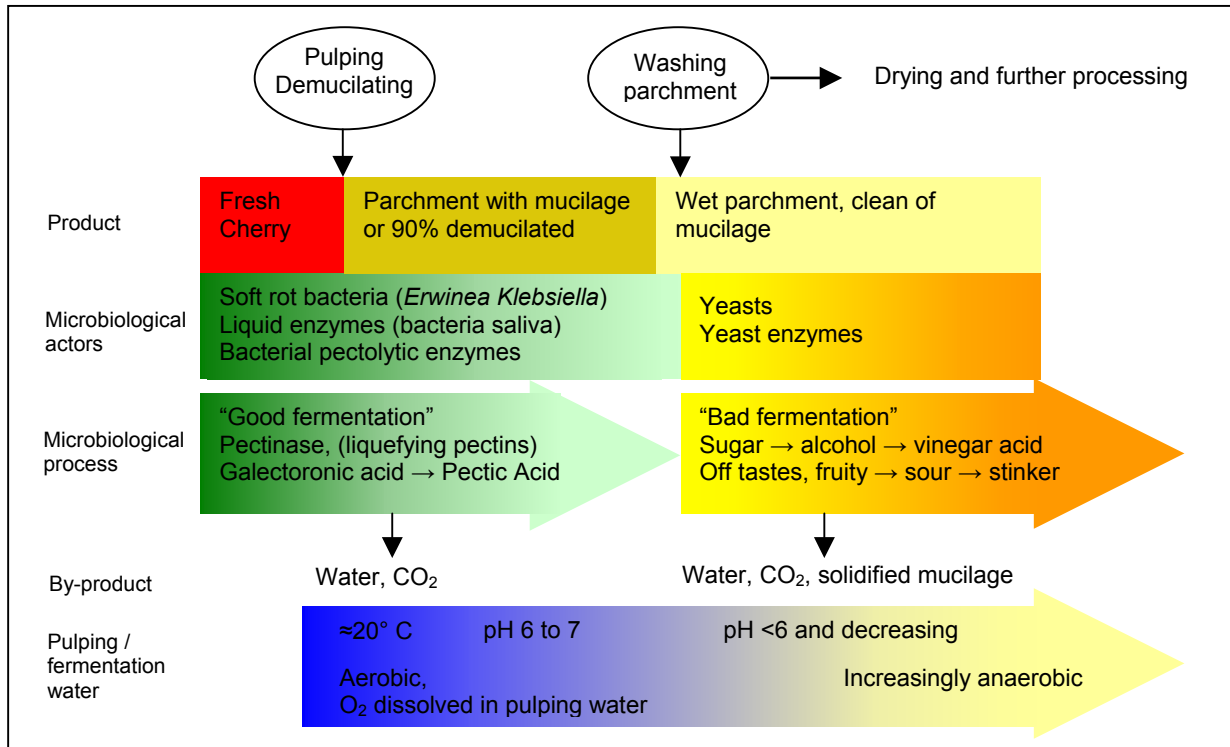 Pulping
Demucilating
Washing
parchment
Drying and further processing
Product
Fresh
Cherry
Parchment with mucilage
or 90% demucilated
Wet parchment, clean of
mucilage
Microbiological
actors
Soft rot bacteria (Erwinea Klebsiella)
Liquid enzymes (bacteria saliva)
Bacterial pectolytic enzymes
Yeasts
Yeast enzymes
Microbiological
process
“Good fermentation”
Pectinase, (liquefying pectins)
Galectoronic acid → Pectic Acid
“Bad fermentation”
Sugar → alcohol → vinegar acid
Off tastes, fruity → sour → stinker
By-product
Water, CO₂
Water, CO₂, solidified mucilage
Pulping /
fermentation
water
≈20° C
pH 6 to 7
pH <6 and decreasing
Aerobic,
O₂ dissolved in pulping water
Increasingly anaerobic